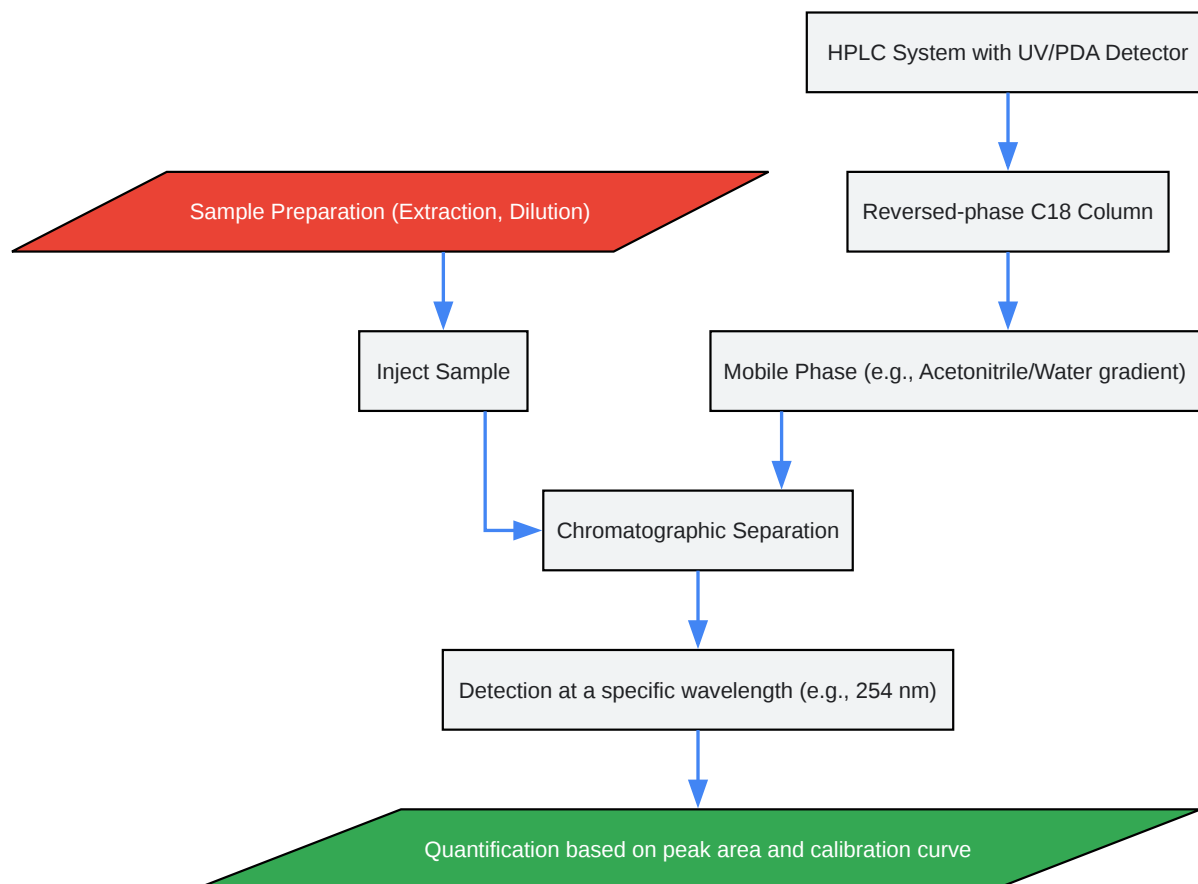 HPLC System with UV/PDA Detector
Sample Preparation (Extraction, Dilution)
Reversed-phase C18 Column
Inject Sample
Mobile Phase (e.g., Acetonitrile/Water gradient)
Chromatographic Separation
Detection at a specific wavelength (e.g., 254 nm)
Quantification based on peak area and calibration curve